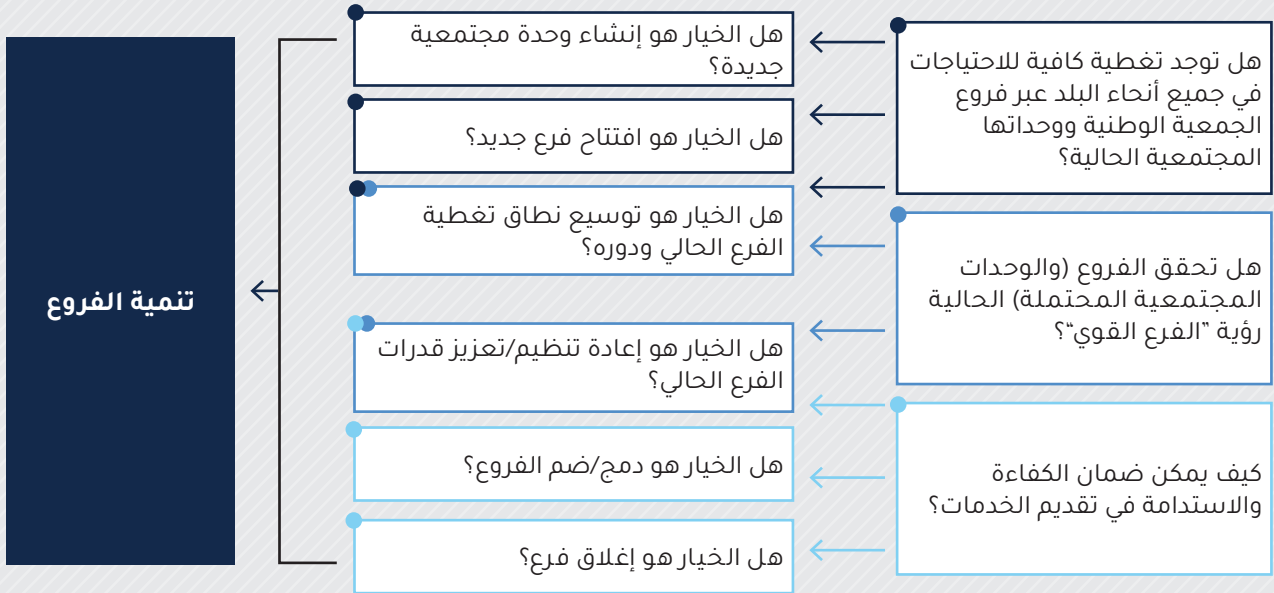 هل توجد تغطية كافية للاحتياجات
في جميع أنحاء البلد عبر فروع
الجمعية الوطنية ووحداتها
المجتمعية الحالية؟
هل تحقق الفروع (والوحدات
المجتمعية المحتملة) الحالية
رؤية ”الفرع القوي“؟
كيف يمكن ضمان الكفاءة
والاستدامة في تقديم الخدمات؟
هل الخيار هو إنشاء وحدة مجتمعية
جديدة؟
هل الخيار هو افتتاح فرع جديد؟
هل الخيار هو توسيع نطاق تغطية
الفرع الحالي ودوره؟
هل الخيار هو إعادة تنظيم/تعزيز قدرات
الفرع الحالي؟
هل الخيار هو دمج/ضم الفروع؟
هل الخيار هو إغلاق فرع؟
تنمية الفروع